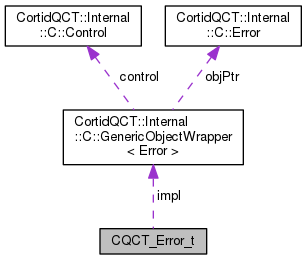 CortidQCT::Internal
::C::Control
CortidQCT::Internal
::C::Error
control
objPtr
CortidQCT::Internal
::C::GenericObjectWrapper
< Error >
impl
CQCT_Error_t